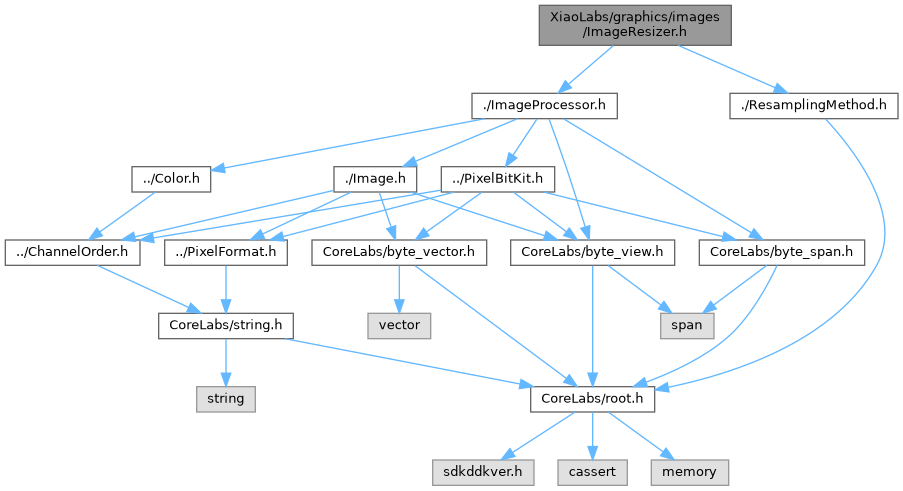 XiaoLabs/graphics/images
/ImageResizer.h
./ImageProcessor.h
./ResamplingMethod.h
../Color.h
./Image.h
../PixelBitKit.h
../ChannelOrder.h
../PixelFormat.h
CoreLabs/byte_vector.h
CoreLabs/byte_view.h
CoreLabs/byte_span.h
CoreLabs/string.h
vector
span
string
CoreLabs/root.h
sdkddkver.h
cassert
memory